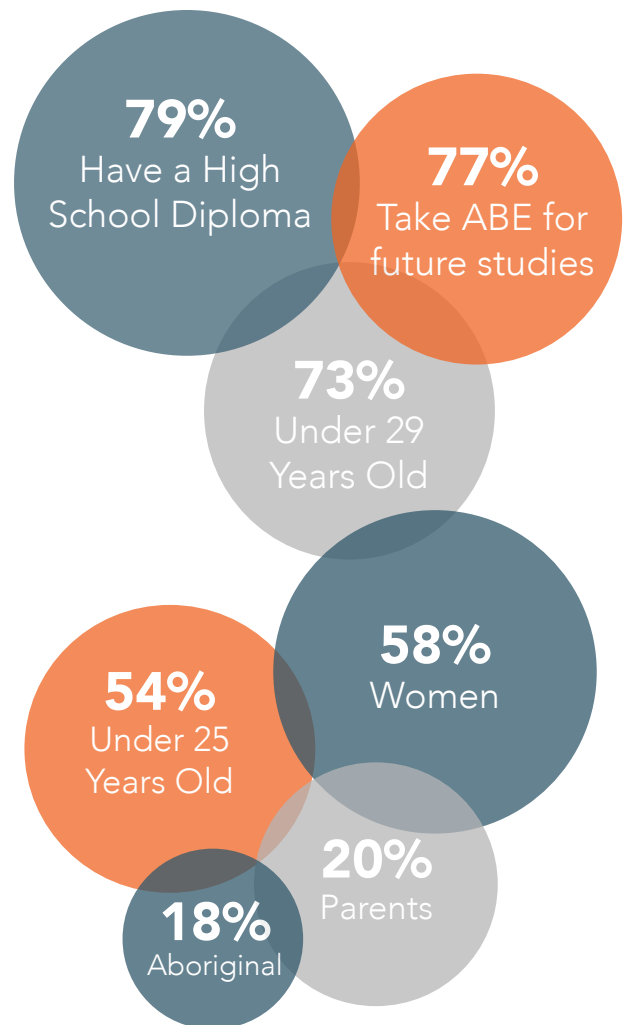 79%
Have a High
School Diploma
77%
Take ABE for
future studies
73%
Under 29
Years Old
58%
Women
54%
Under 25
Years Old
20%
Parents
18%
Aboriginal